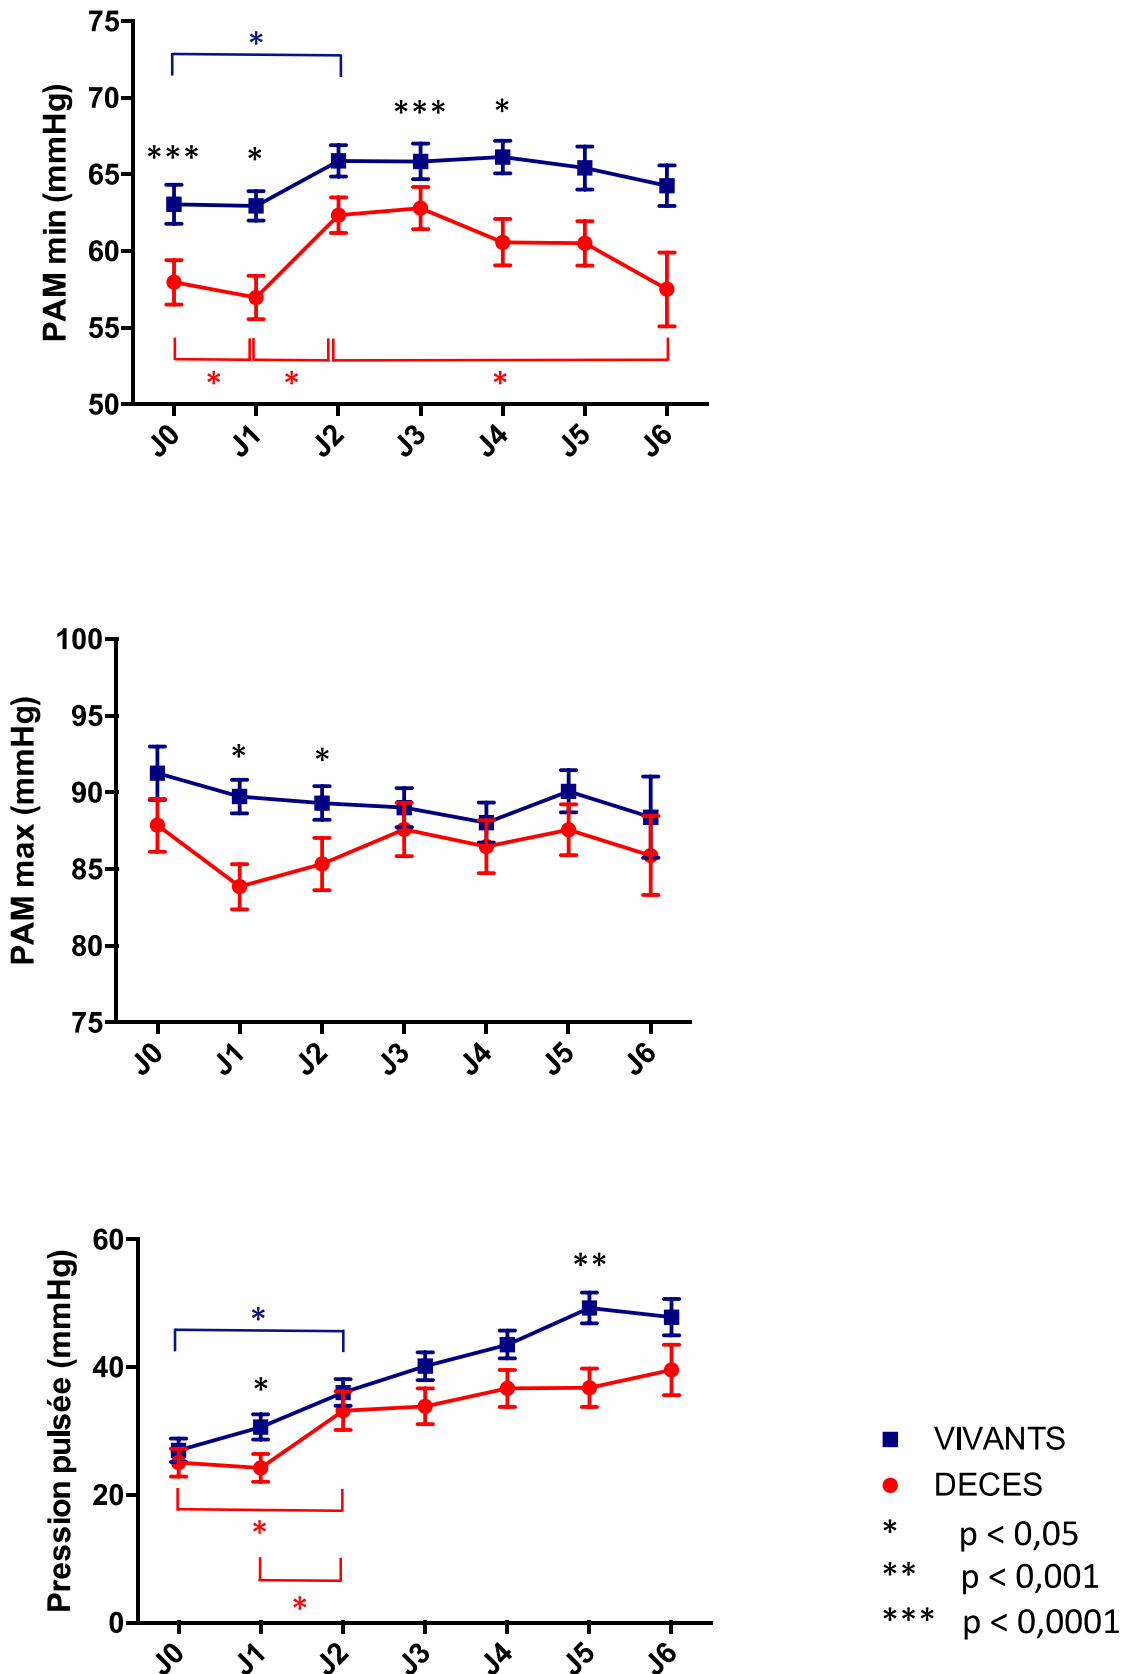 75
*
70
PAM min (mmHg)
***
*
***
*
65
60
55
*
*
*
50
J0 J1 J2 J3 J4 J5 J6
100
95
PAM max (mmHg)
*
*
90
85
80
75
J0 J1 J2 J3 J4 J5 J6
60
Pression pulsée (mmHg)
**
*
*
40
20
*
*
0
J0 J1 J2 J3 J4 J5 J6
VIVANTS
DECES
* p < 0,05
** p < 0,001
*** p < 0,0001